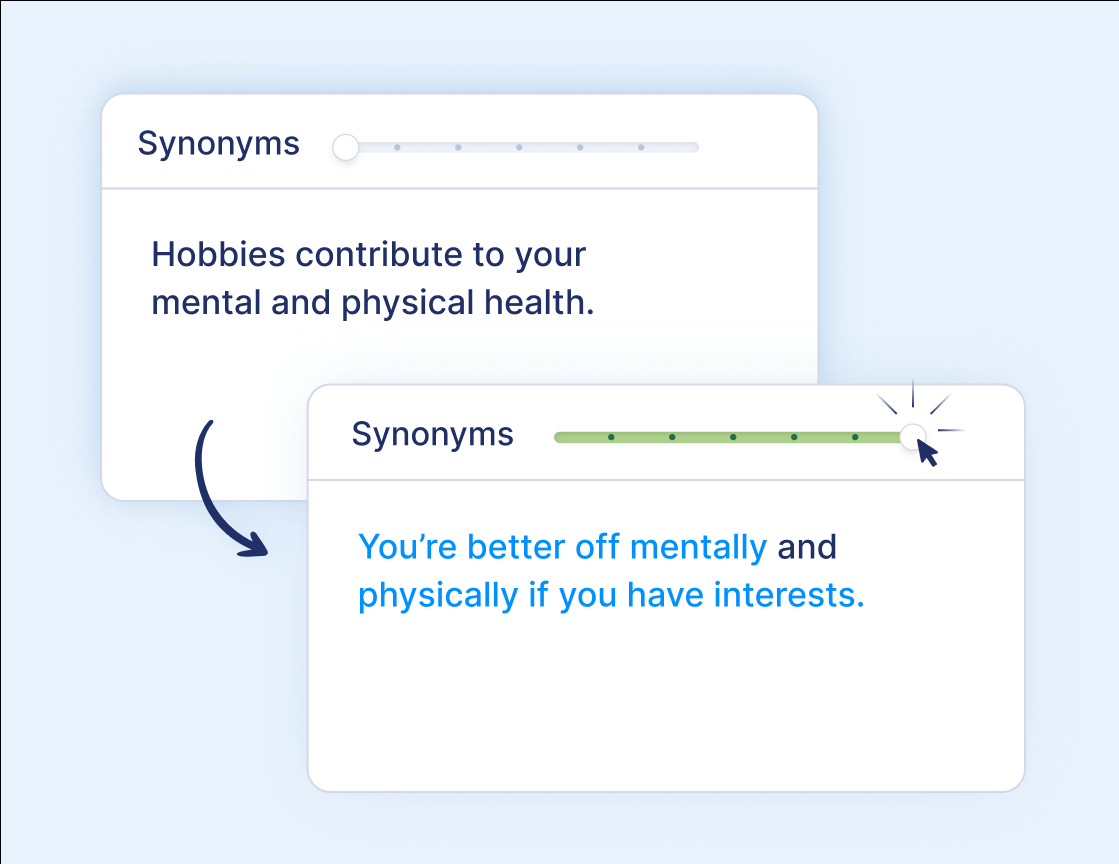 Synonyms
Hobbies contribute to your
mental and physical health.
Synonyms
You’re better off mentally and
physically if you have interests.